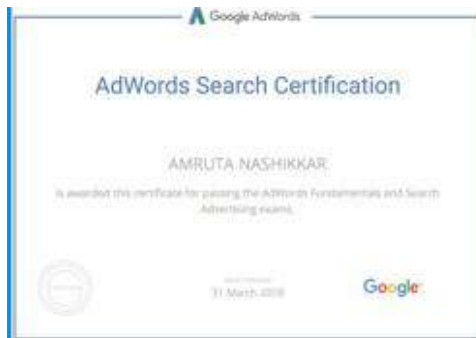 Google AdWords
AdWords Search Certification
AMRUTA NASHIKKAR
is awarded this certificate for passing the AdWords Fundamentals and Search
Advertising exams.
31 March
Google